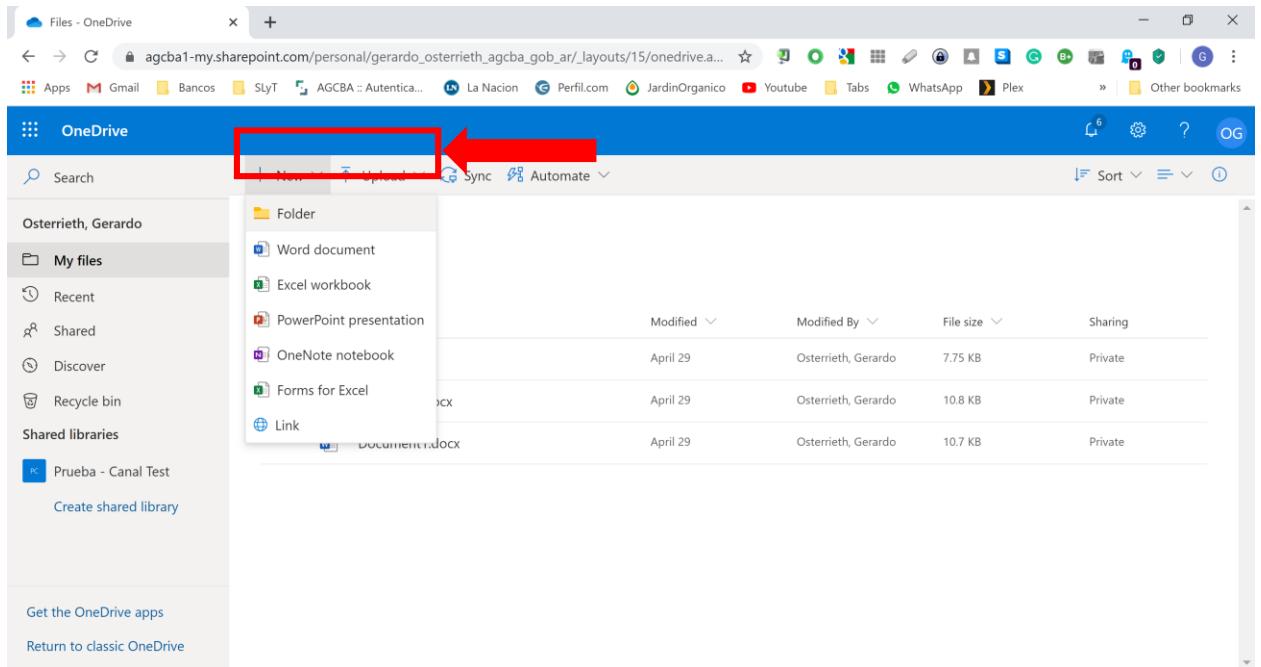 Files - OneDrive
agcba1-my.sharepoint.com/personal/gerardo_osterrieth_agcba_gob_ar/_layouts/15/onedrive.a...
Apps Gmail Bancos SLyT AGCBA :: Autentica... La Nacion Perfil.com JardinOrganico Youtube Tabs WhatsApp Plex » Other bookmarks
OneDrive 6 ? OG
Search New Upload Sync Automate Sort
Osterrieth, Gerardo
My files
Recent
Shared
Discover
Recycle bin
Shared libraries
PC Prueba - Canal Test
Create shared library
Get the OneDrive apps
Return to classic OneDrive
Folder
Word document
Excel workbook
PowerPoint presentation
OneNote notebook
Forms for Excel
Link
Modified Modified By File size Sharing
April 29 Osterrieth, Gerardo 7.75 KB Private
ocx April 29 Osterrieth, Gerardo 10.8 KB Private
Document1.docx April 29 Osterrieth, Gerardo 10.7 KB Private